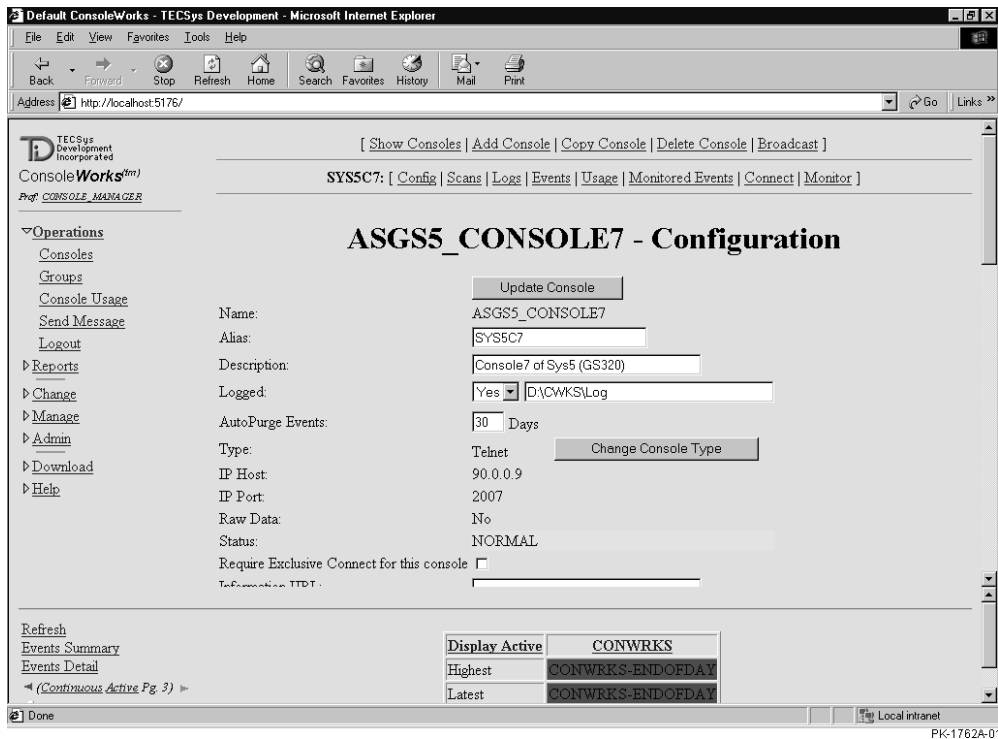 Default ConsoleWorks - TECSys Development - Microsoft Internet Explorer
File Edit View Favorites Tools Help
Back Forward Stop Refresh Home Search Favorites History Mail Print
Address http://localhost:5176/ Go Links »
TECSys
Development
Incorporated
ConsoleWorks(tm)
Prof: CONSOLE_MANAGER
Operations
Consoles
Groups
Console Usage
Send Message
Logout
Reports
Change
Manage
Admin
Download
Help
[ Show Consoles | Add Console | Copy Console | Delete Console | Broadcast ]
SYS5C7: [ Config | Scans | Logs | Events | Usage | Monitored Events | Connect | Monitor ]
ASGS5_CONSOLE7 - Configuration
Update Console
Name: ASGS5_CONSOLE7
Alias: SYS5C7
Description: Console7 of Sys5 (GS320)
Logged: Yes D:\CWKS\Log
AutoPurge Events: 30 Days
Type: Telnet Change Console Type
IP Host: 90.0.0.9
IP Port: 2007
Raw Data: No
Status: NORMAL
Require Exclusive Connect for this console
Information URL:
Refresh
Events Summary
Events Detail
(Continuous Active Pg. 3)
Display Active CONWRKS
Highest CONWRKS-ENDOFDAY
Latest CONWRKS-ENDOFDAY
Done Local intranet
PK-1762A-01